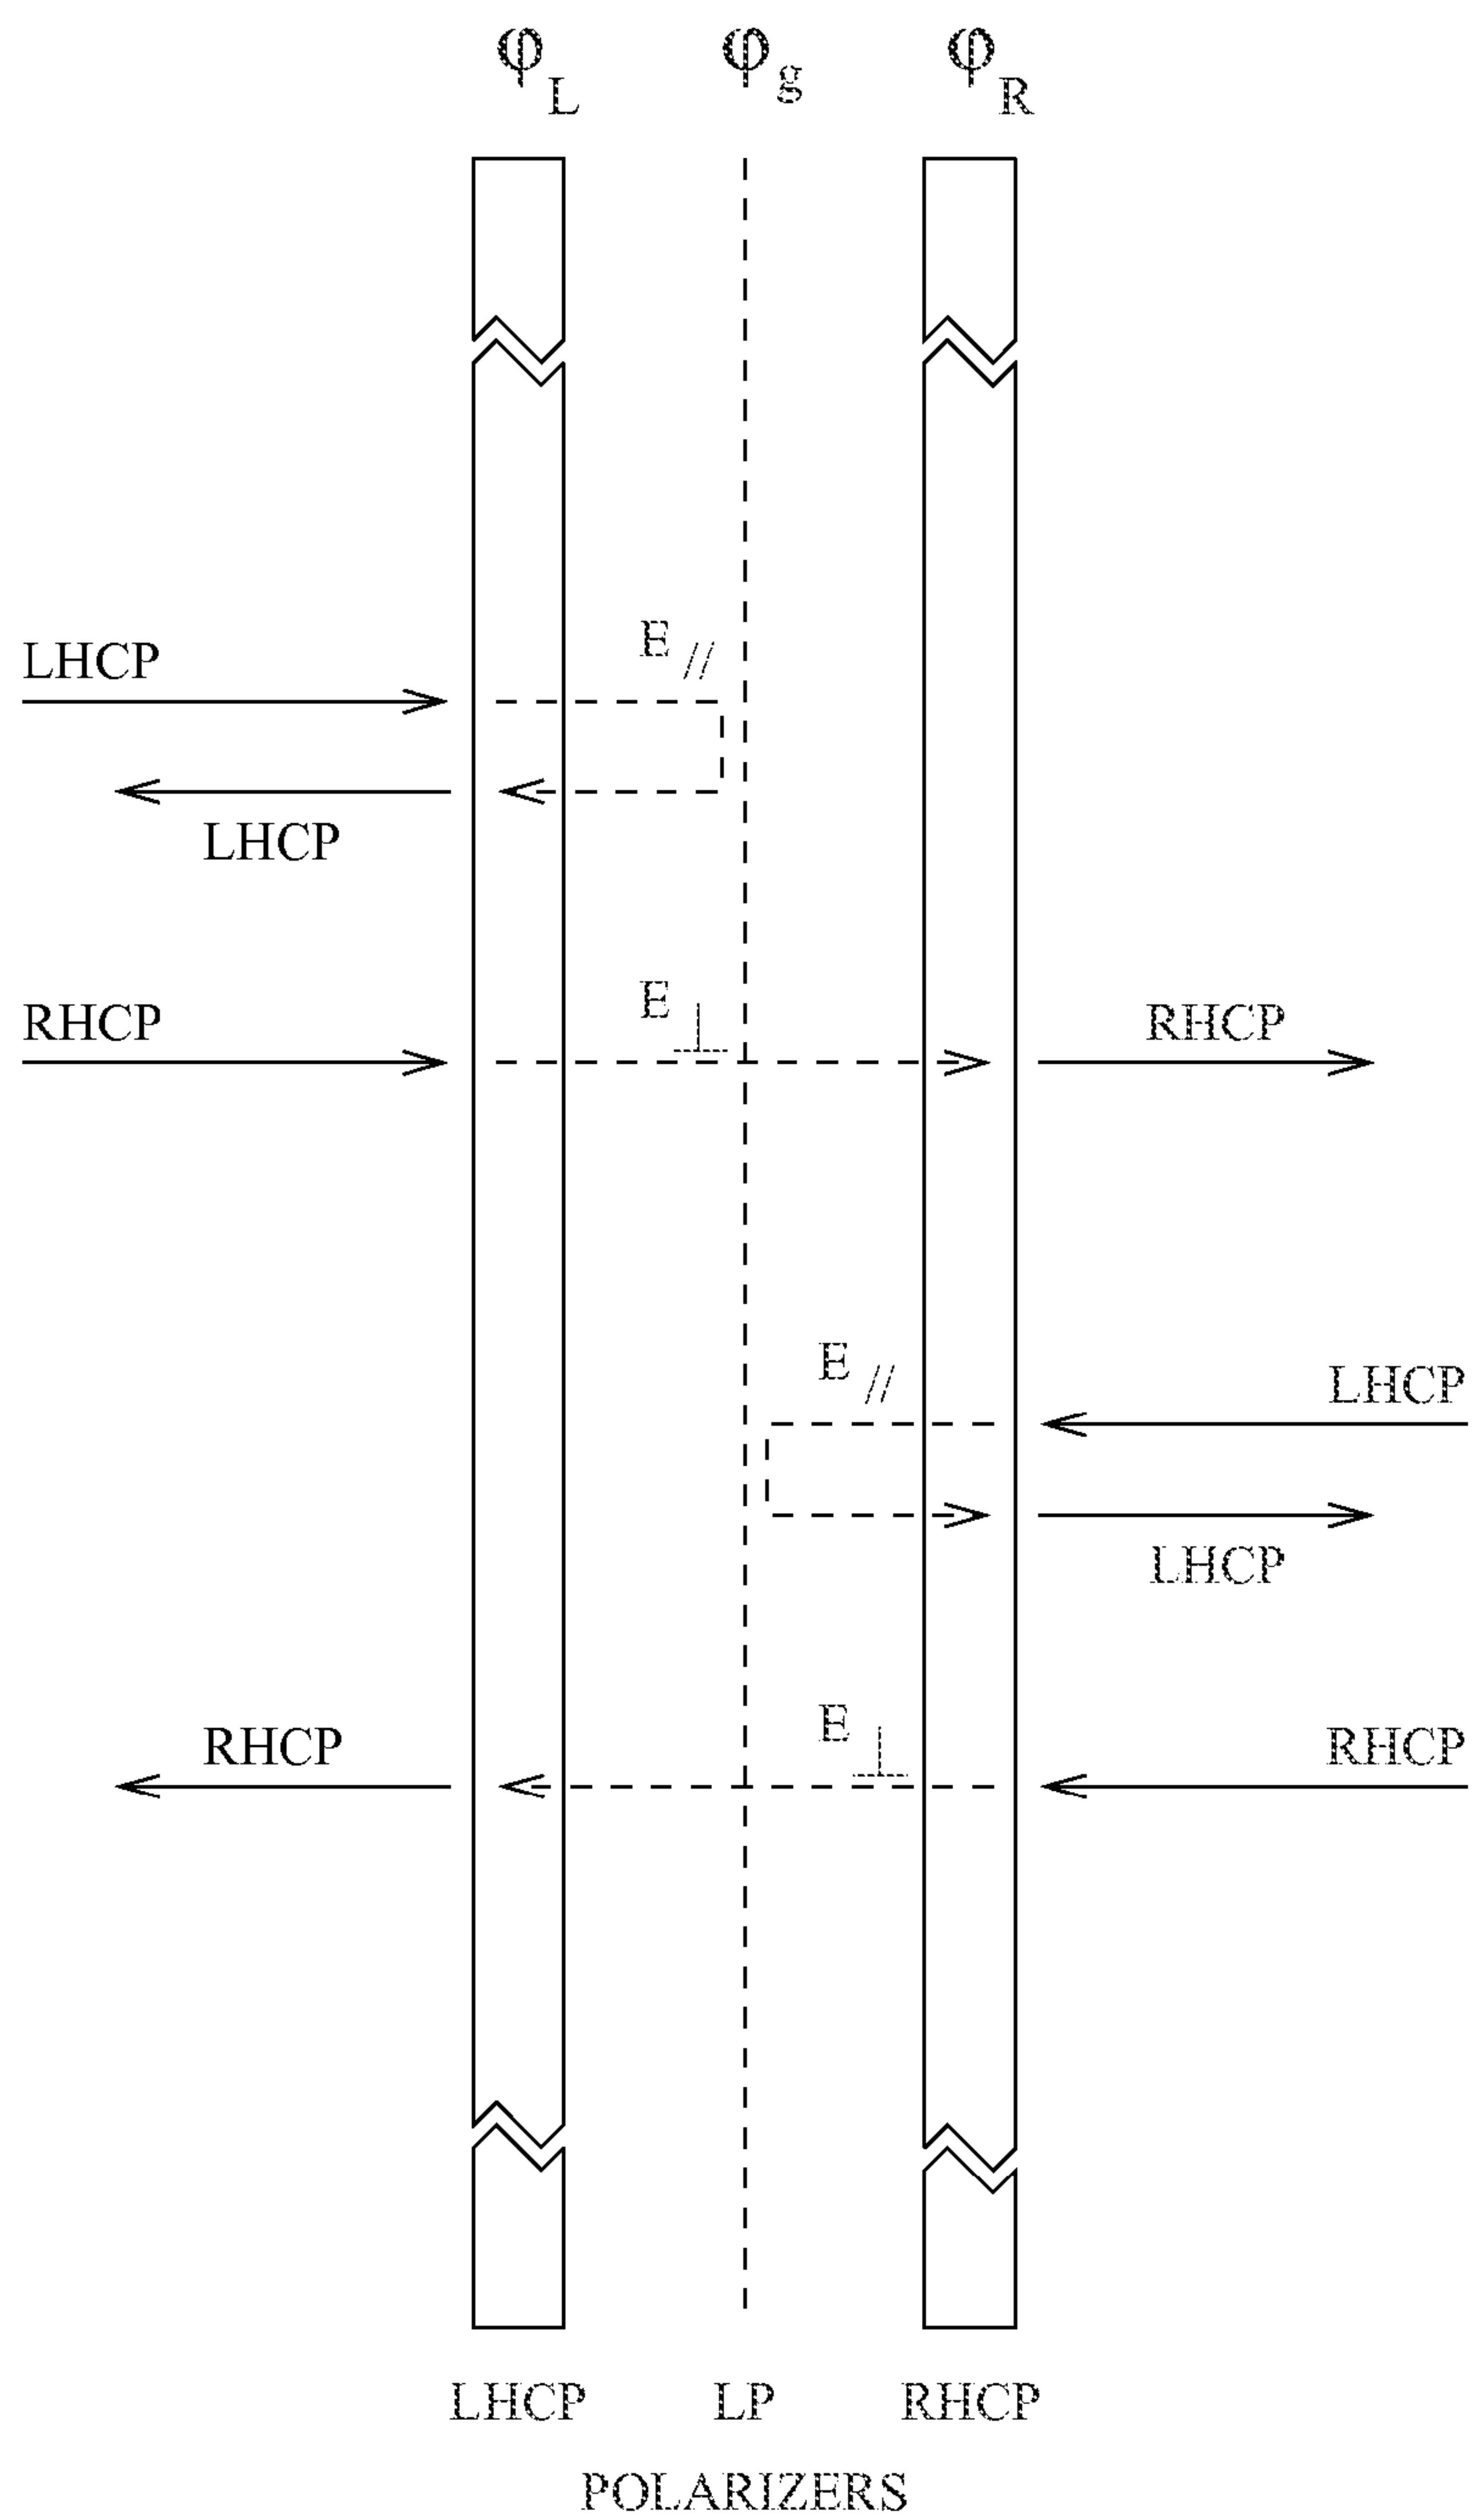 φL φg φR
E//
LHCP
LHCP
E⊥
RHCP RHCP
E//
LHCP
LHCP
E⊥
RHCP RHCP
LHCP LP RHCP
POLARIZERS